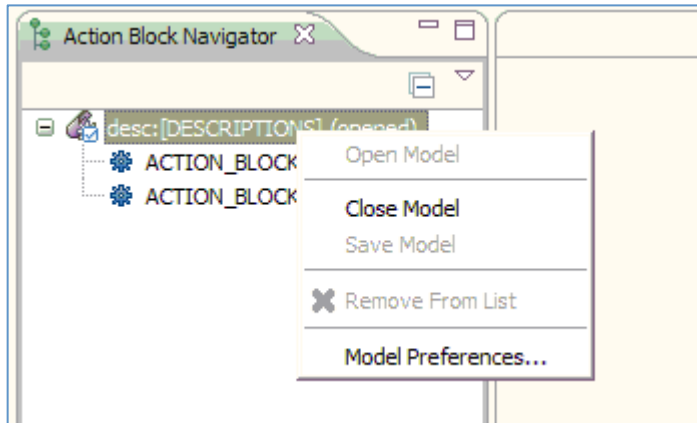 Action Block Navigator
desc:[DESCRIPTIONS] (opened)
Open Model
ACTION_BLOCK
Close Model
ACTION_BLOCK
Save Model
Remove From List
Model Preferences...